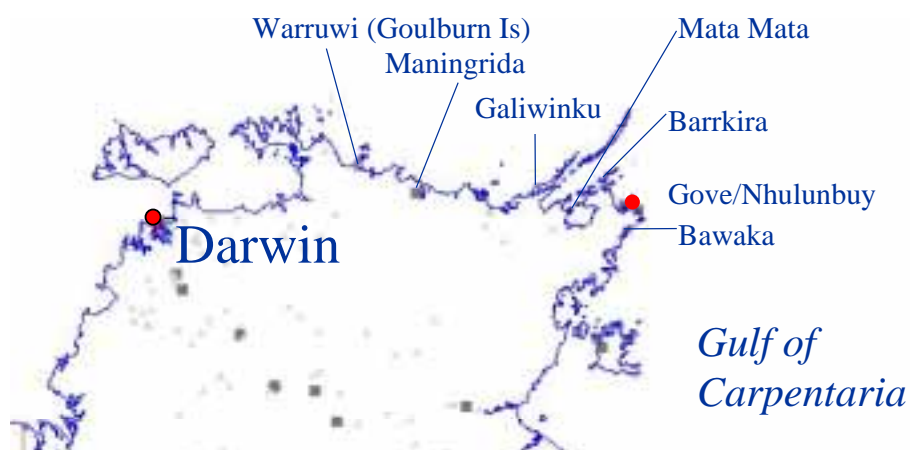 Warruwi (Goulburn Is)
Mata Mata
Maningrida
Galiwinku
Barrkira
Gove/Nhulunbuy
Bawaka
Darwin
Gulf of
Carpentaria